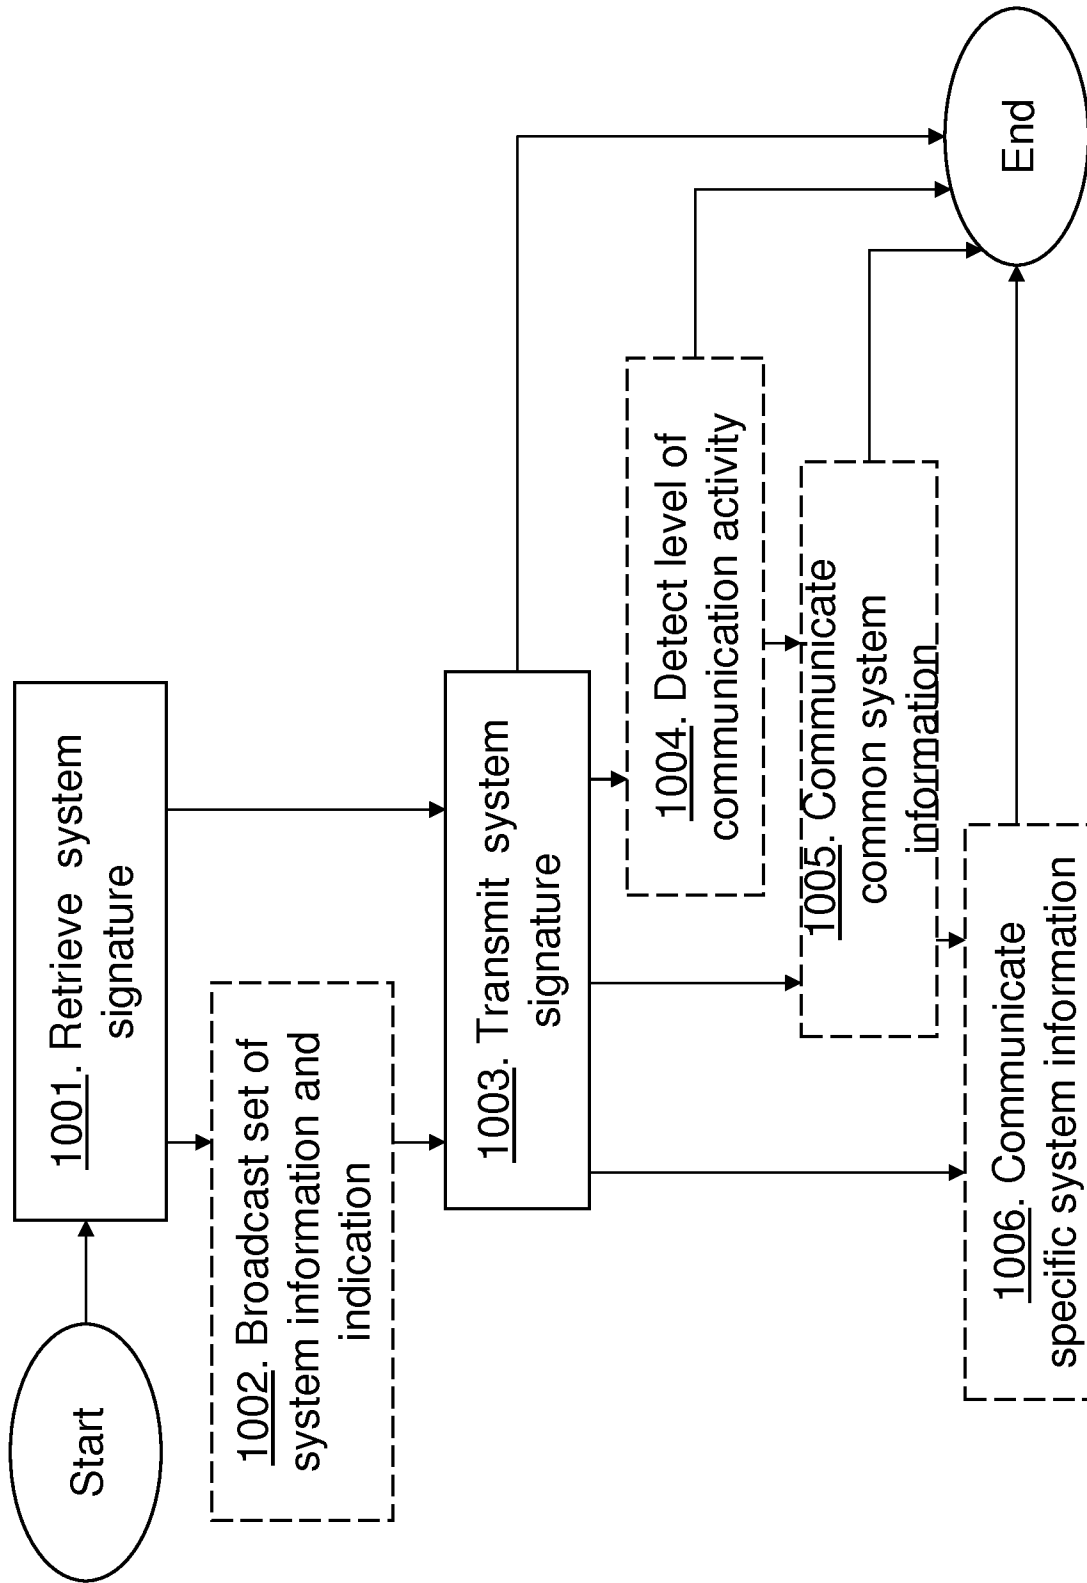 Start
1001. Retrieve system
signature
1002. Broadcast set of
system information and
indication
1003. Transmit system
signature
1004. Detect level of
communication activity
1005. Communicate
common system
information
1006. Communicate
specific system information
End